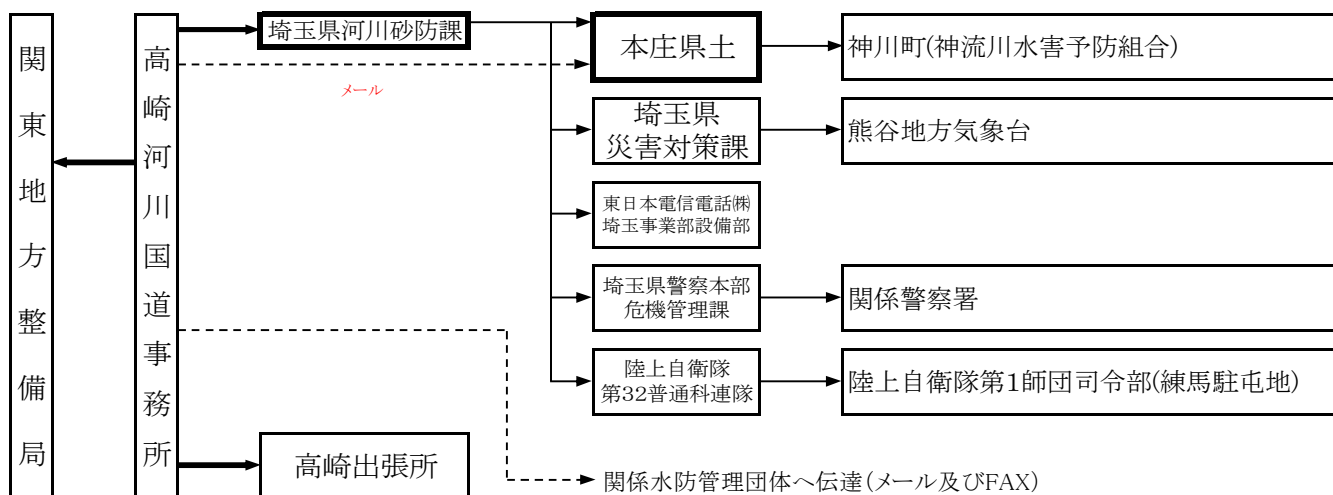 関東地方整備局
高崎河川国道事務所
埼玉県河川砂防課
メール
本庄県土
神川町(神流川水害予防組合)
埼玉県
災害対策課
熊谷地方気象台
東日本電信電話㈱
埼玉事業部設備部
埼玉県警察本部
危機管理課
関係警察署
陸上自衛隊
第32普通科連隊
陸上自衛隊第1師団司令部(練馬駐屯地)
高崎出張所
関係水防管理団体へ伝達(メール及びFAX)